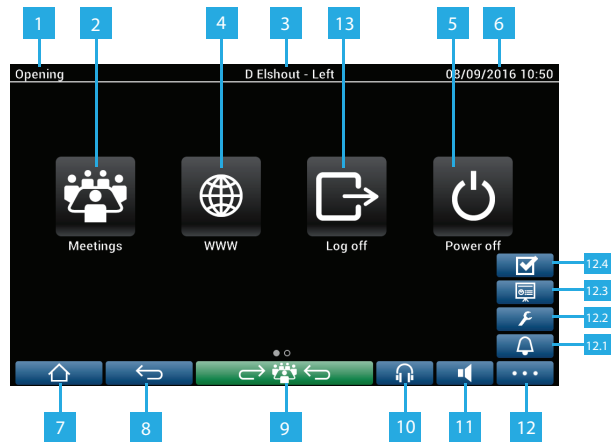 1 2 4 3 13 5 6
Opening D Elshout - Left 08/09/2016 10:50
Meetings WWW Log off Power off
12.4
12.3
12.2
12.1
7 8 9 10 11 12